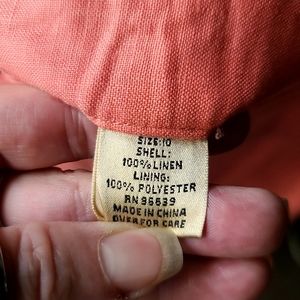 SIZE:10
SHELL:
100% LINEN
LINING:
100% POLYESTER
RN 96639
MADE IN CHINA
OVER FOR CARE